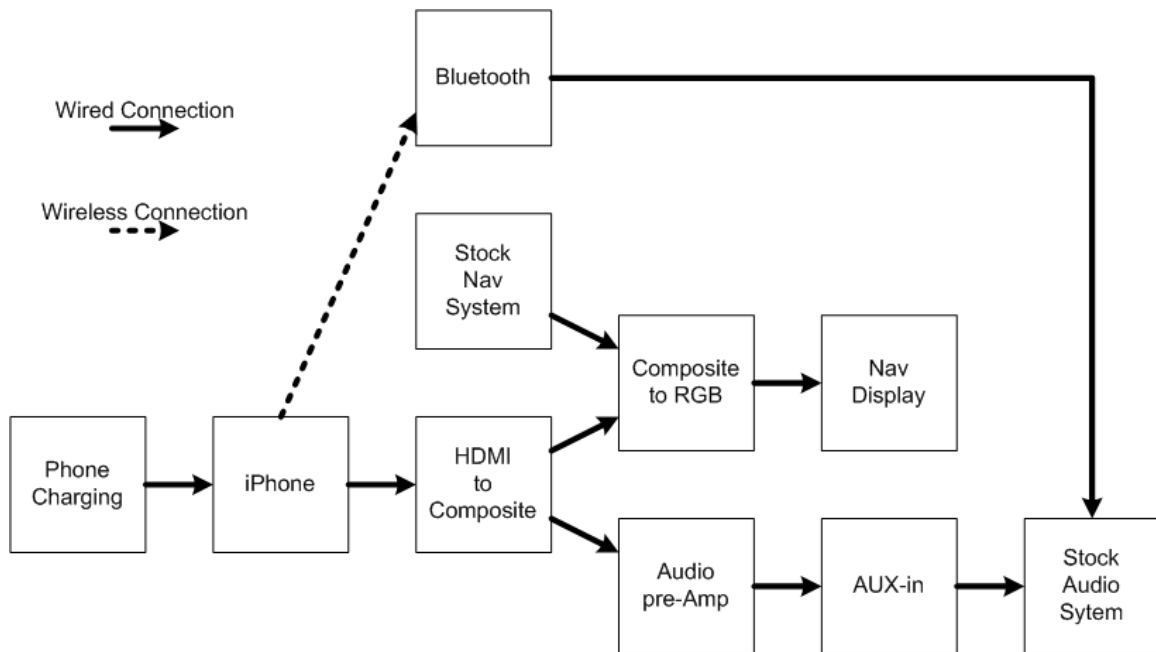 Bluetooth
Wired Connection
Wireless Connection
Stock
Nav
System
Composite
to RGB
Nav
Display
Phone
Charging
iPhone
HDMI
to
Composite
Audio
pre-Amp
AUX-in
Stock
Audio
Sytem